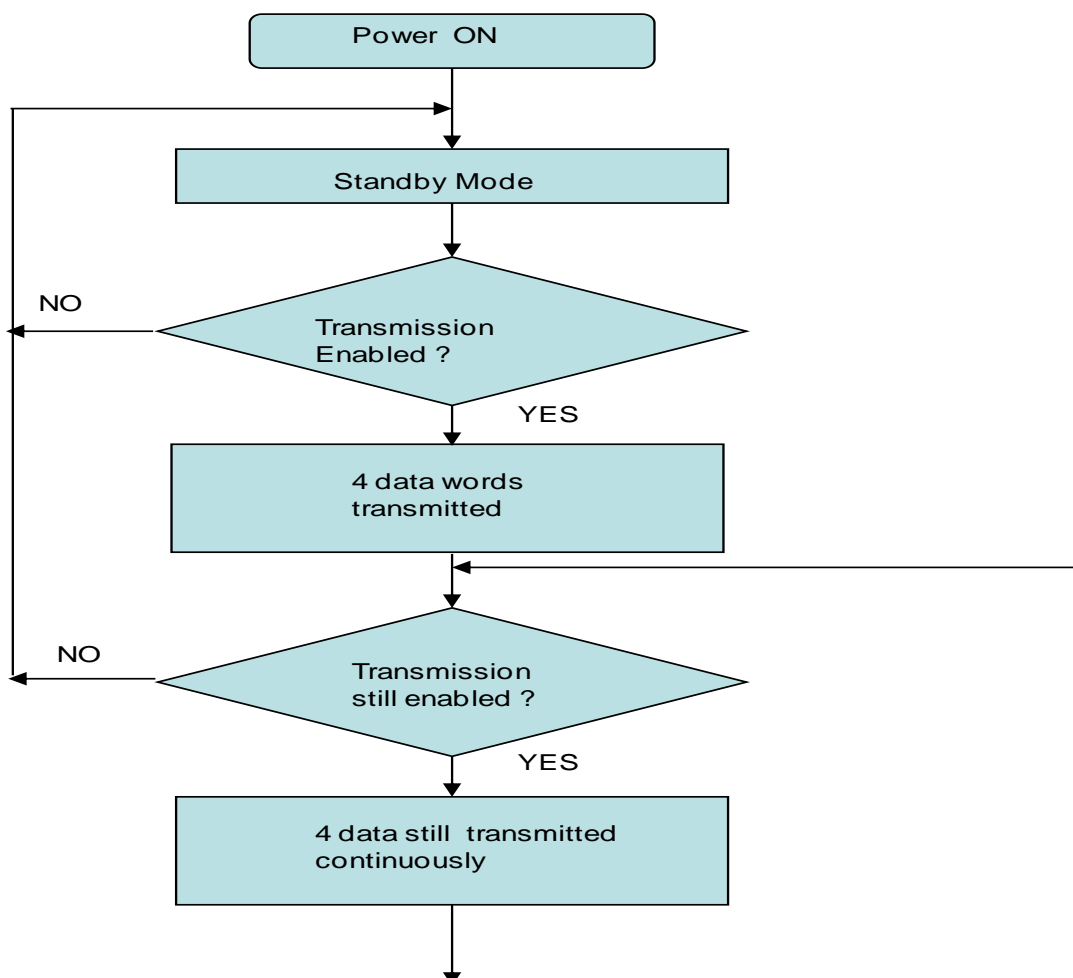 Power ON
Standby Mode
NO
Transmission
Enabled ?
YES
4 data words
transmitted
NO
Transmission
still enabled ?
YES
4 data still transmitted
continuously